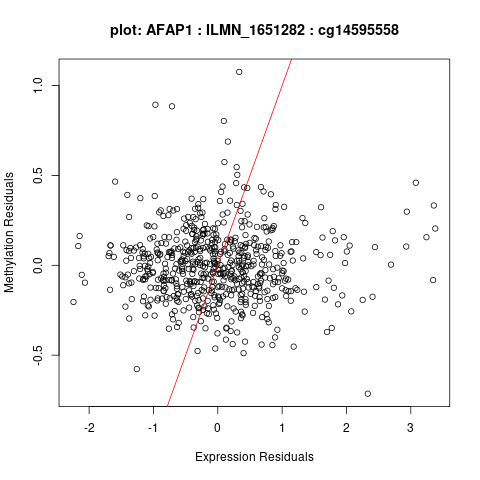 plot: AFAP1 : ILMN_1651282 : cg14595558
Methylation Residuals
1.0
0.5
0.0
-0.5
-2 -1 0 1 2 3
Expression Residuals